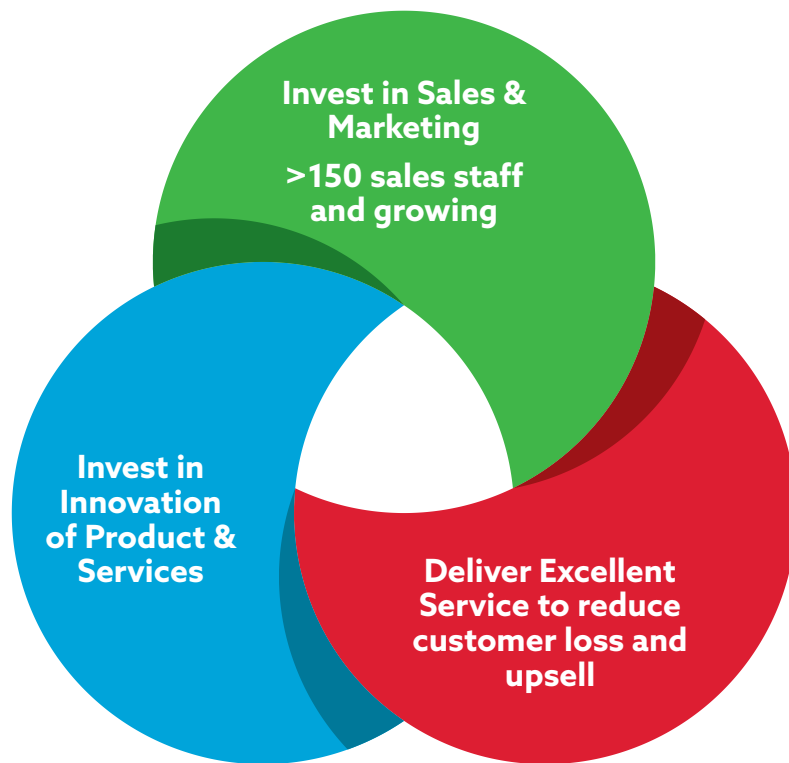 Invest in Sales &
Marketing
>150 sales staff
and growing
Invest in
Innovation
of Product &
Services
Deliver Excellent
Service to reduce
customer loss and
upsell